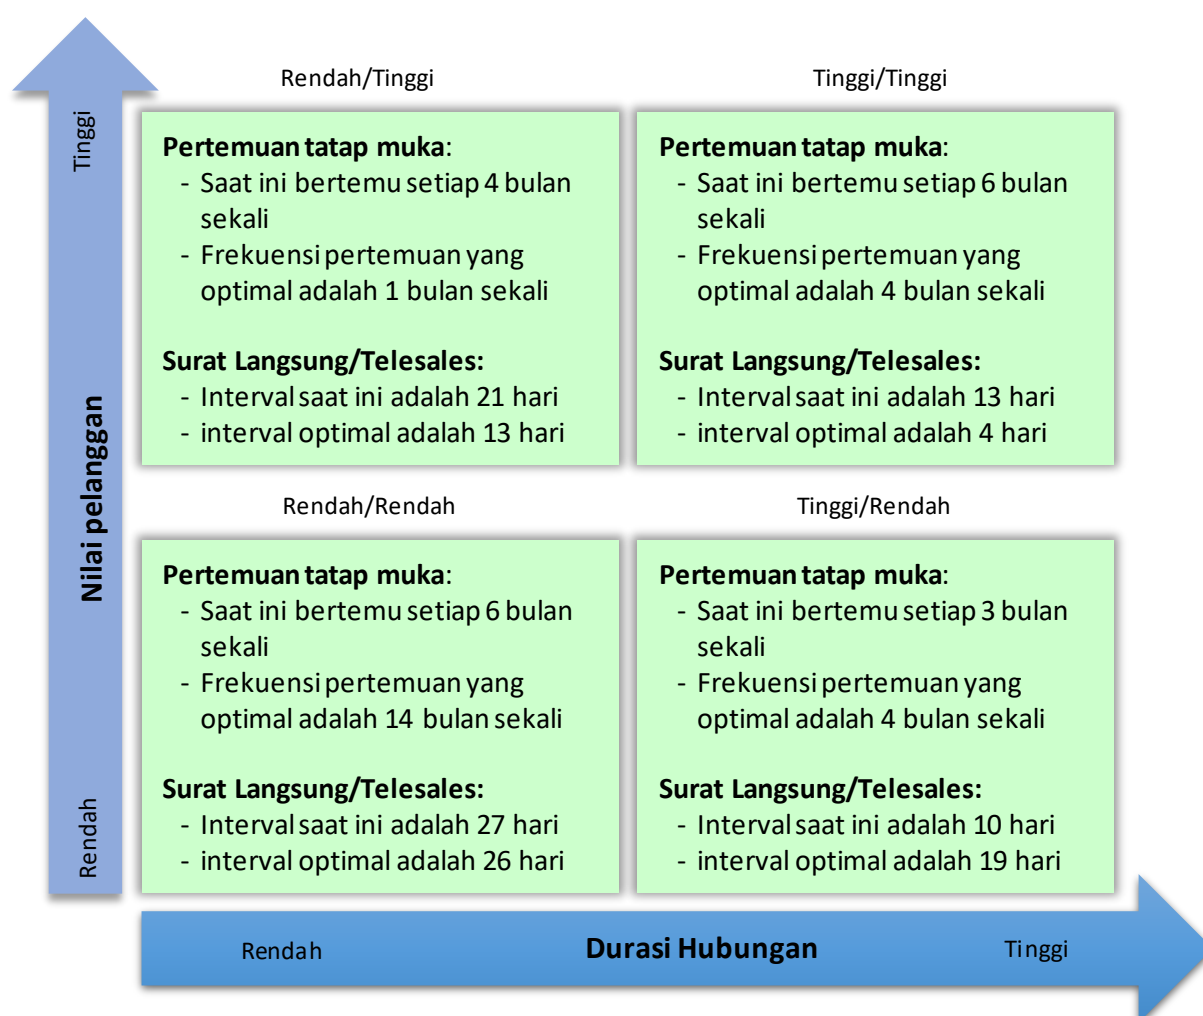 Rendah/Tinggi
Tinggi/Tinggi
Tinggi
Nilai pelanggan
Rendah
Pertemuan tatap muka:
- Saat ini bertemu setiap 4 bulan
sekali
- Frekuensi pertemuan yang
optimal adalah 1 bulan sekali
Surat Langsung/Telesales:
- Interval saat ini adalah 21 hari
- interval optimal adalah 13 hari
Pertemuan tatap muka:
- Saat ini bertemu setiap 6 bulan
sekali
- Frekuensi pertemuan yang
optimal adalah 4 bulan sekali
Surat Langsung/Telesales:
- Interval saat ini adalah 13 hari
- interval optimal adalah 4 hari
Rendah/Rendah
Tinggi/Rendah
Pertemuan tatap muka:
- Saat ini bertemu setiap 6 bulan
sekali
- Frekuensi pertemuan yang
optimal adalah 14 bulan sekali
Surat Langsung/Telesales:
- Interval saat ini adalah 27 hari
- interval optimal adalah 26 hari
Pertemuan tatap muka:
- Saat ini bertemu setiap 3 bulan
sekali
- Frekuensi pertemuan yang
optimal adalah 4 bulan sekali
Surat Langsung/Telesales:
- Interval saat ini adalah 10 hari
- interval optimal adalah 19 hari
Rendah
Durasi Hubungan
Tinggi